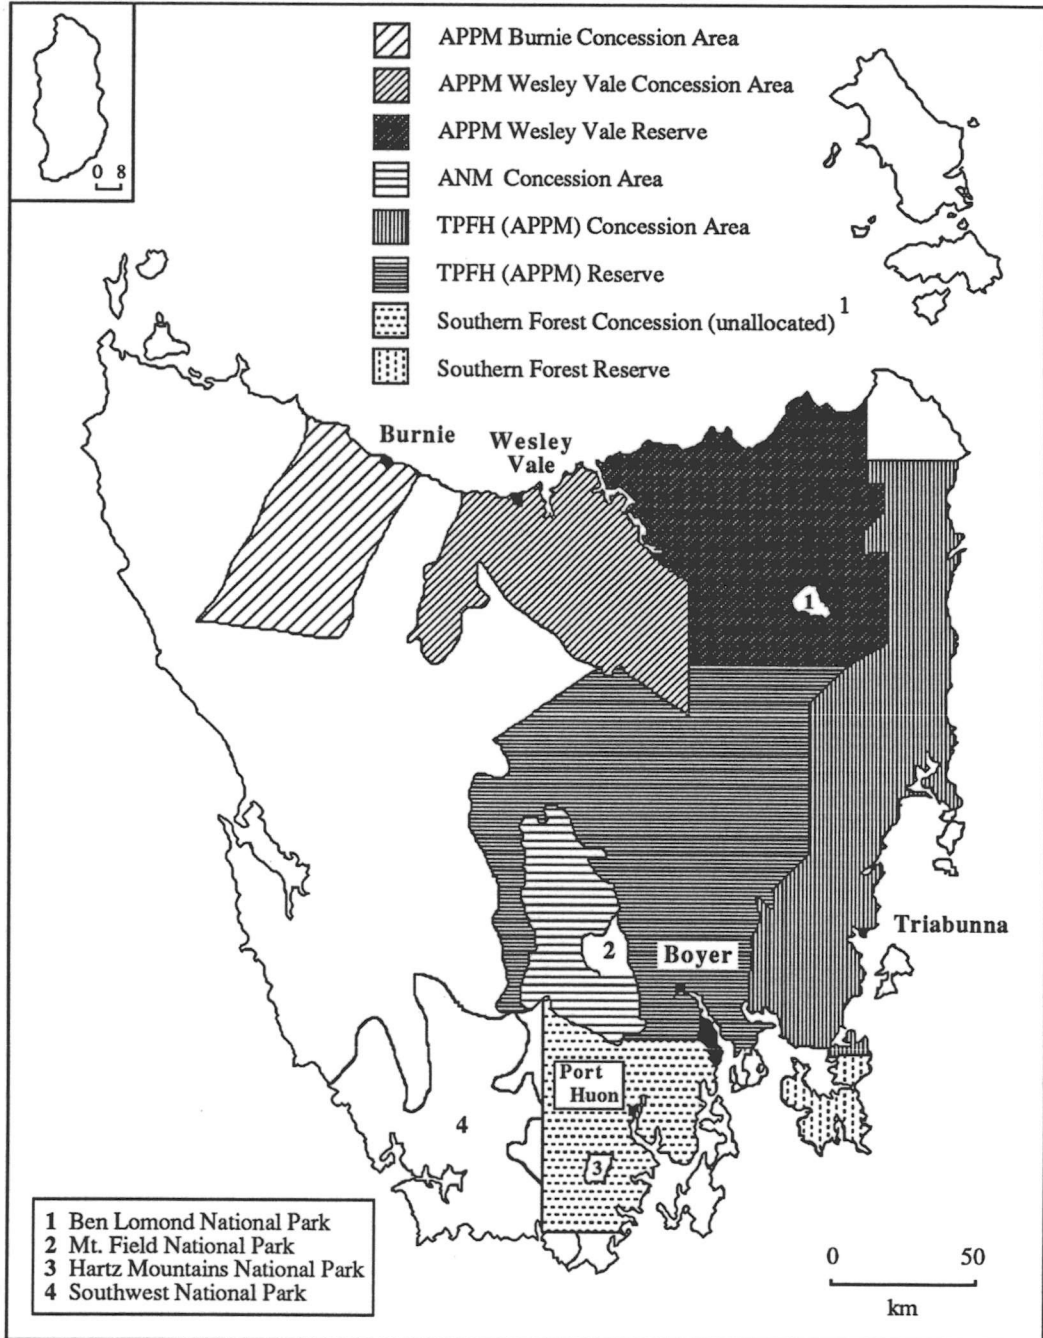 0 8
APPM Burnie Concession Area
APPM Wesley Vale Concession Area
APPM Wesley Vale Reserve
ANM Concession Area
TPFH (APPM) Concession Area
TPFH (APPM) Reserve
Southern Forest Concession (unallocated) 1
Southern Forest Reserve
Burnie
Wesley
Vale
1
2
Boyer
Triabunna
Port
Huon
4
3
1 Ben Lomond National Park
2 Mt. Field National Park
3 Hartz Mountains National Park
4 Southwest National Park
0 50
km